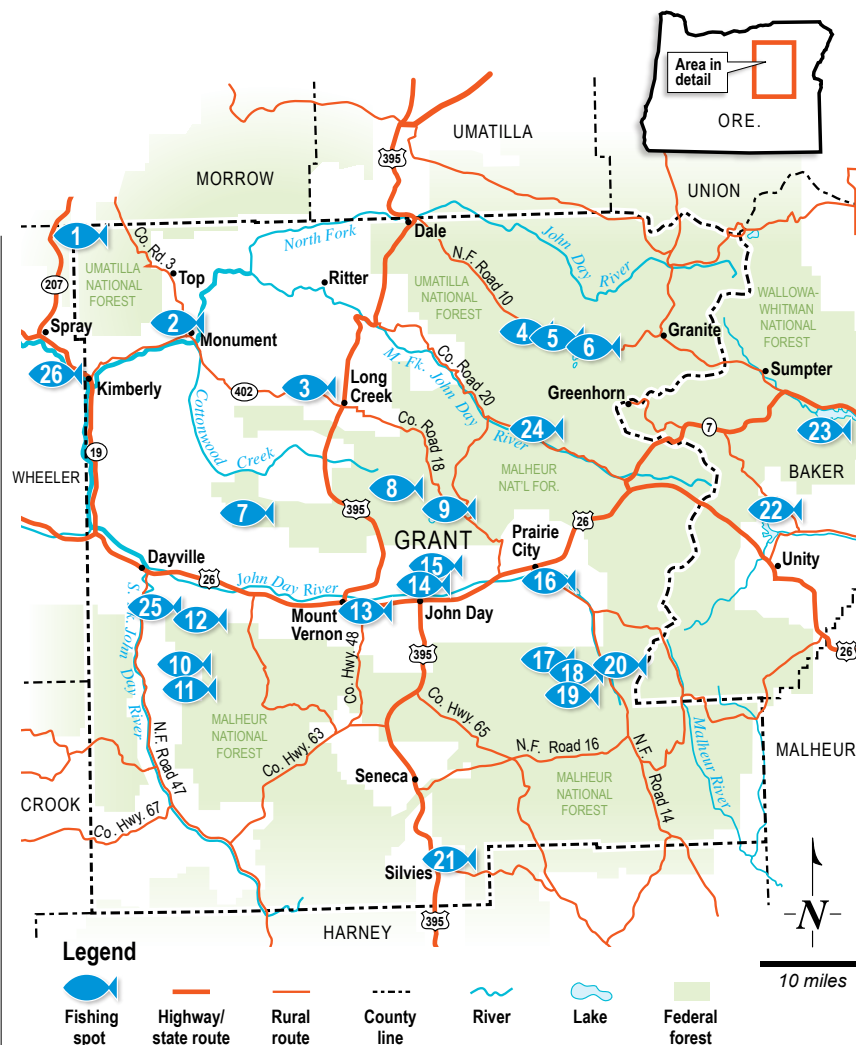 Area in
detail
ORE.
UMATILLA
395
MORROW
UNION
1
Co. Rd. 3
North Fork
Dale
John Day
River
Top
UMATILLA
NATIONAL
FOREST
Ritter
N.F. Road 10
UMATILLA
NATIONAL
FOREST
WALLOWA-
WHITMAN
NATIONAL
FOREST
207
Spray
2
Monument
4
5
6
Granite
26
Kimberly
402
3
Long
Creek
M. Fk. John Day
River
Co. Road 20
Greenhorn
Sumpter
Cottonwood
Creek
Co. Road 18
24
7
23
19
WHEELER
MALHEUR
NAT'L FOR.
BAKER
8
7
395
9
22
GRANT
Prairie
City
26
Unity
Dayville
26
John Day River
15
14
16
25
12
Mount
Vernon
13
John Day
S. Fk. John Day
River
10
11
395
Co. Hwy. 48
17
18
19
20
26
MALHEUR
NATIONAL
FOREST
Co. Hwy. 63
Co. Hwy. 65
N.F. Road 16
N.F. Road 14
Malheur
River
MALHEUR
N.F. Road 47
Seneca
MALHEUR
NATIONAL
FOREST
CROOK
Co. Hwy. 67
21
Silvies
395
HARNEY
N
Legend
10 miles
Fishing
spot
Highway/
state route
Rural
route
County
line
River
Lake
Federal
forest